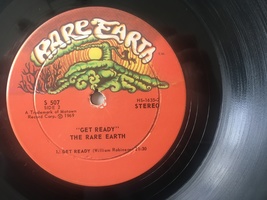 RARE EARTH
S 507
SIDE 2
A Trademark of Motown
Record Corp. © 1969
STEREO
"GET READY"
THE RARE EARTH
1. GET READY (William Robinson) 21:30